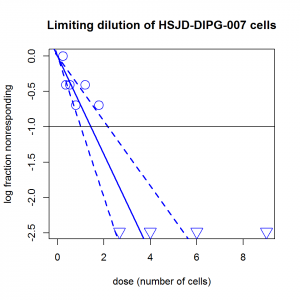 Limiting dilution of HSJD-DIPG-007 cells
log fraction nonresponding
0.0
-0.5
-1.0
-1.5
-2.0
-2.5
0 2 4 6 8
dose (number of cells)